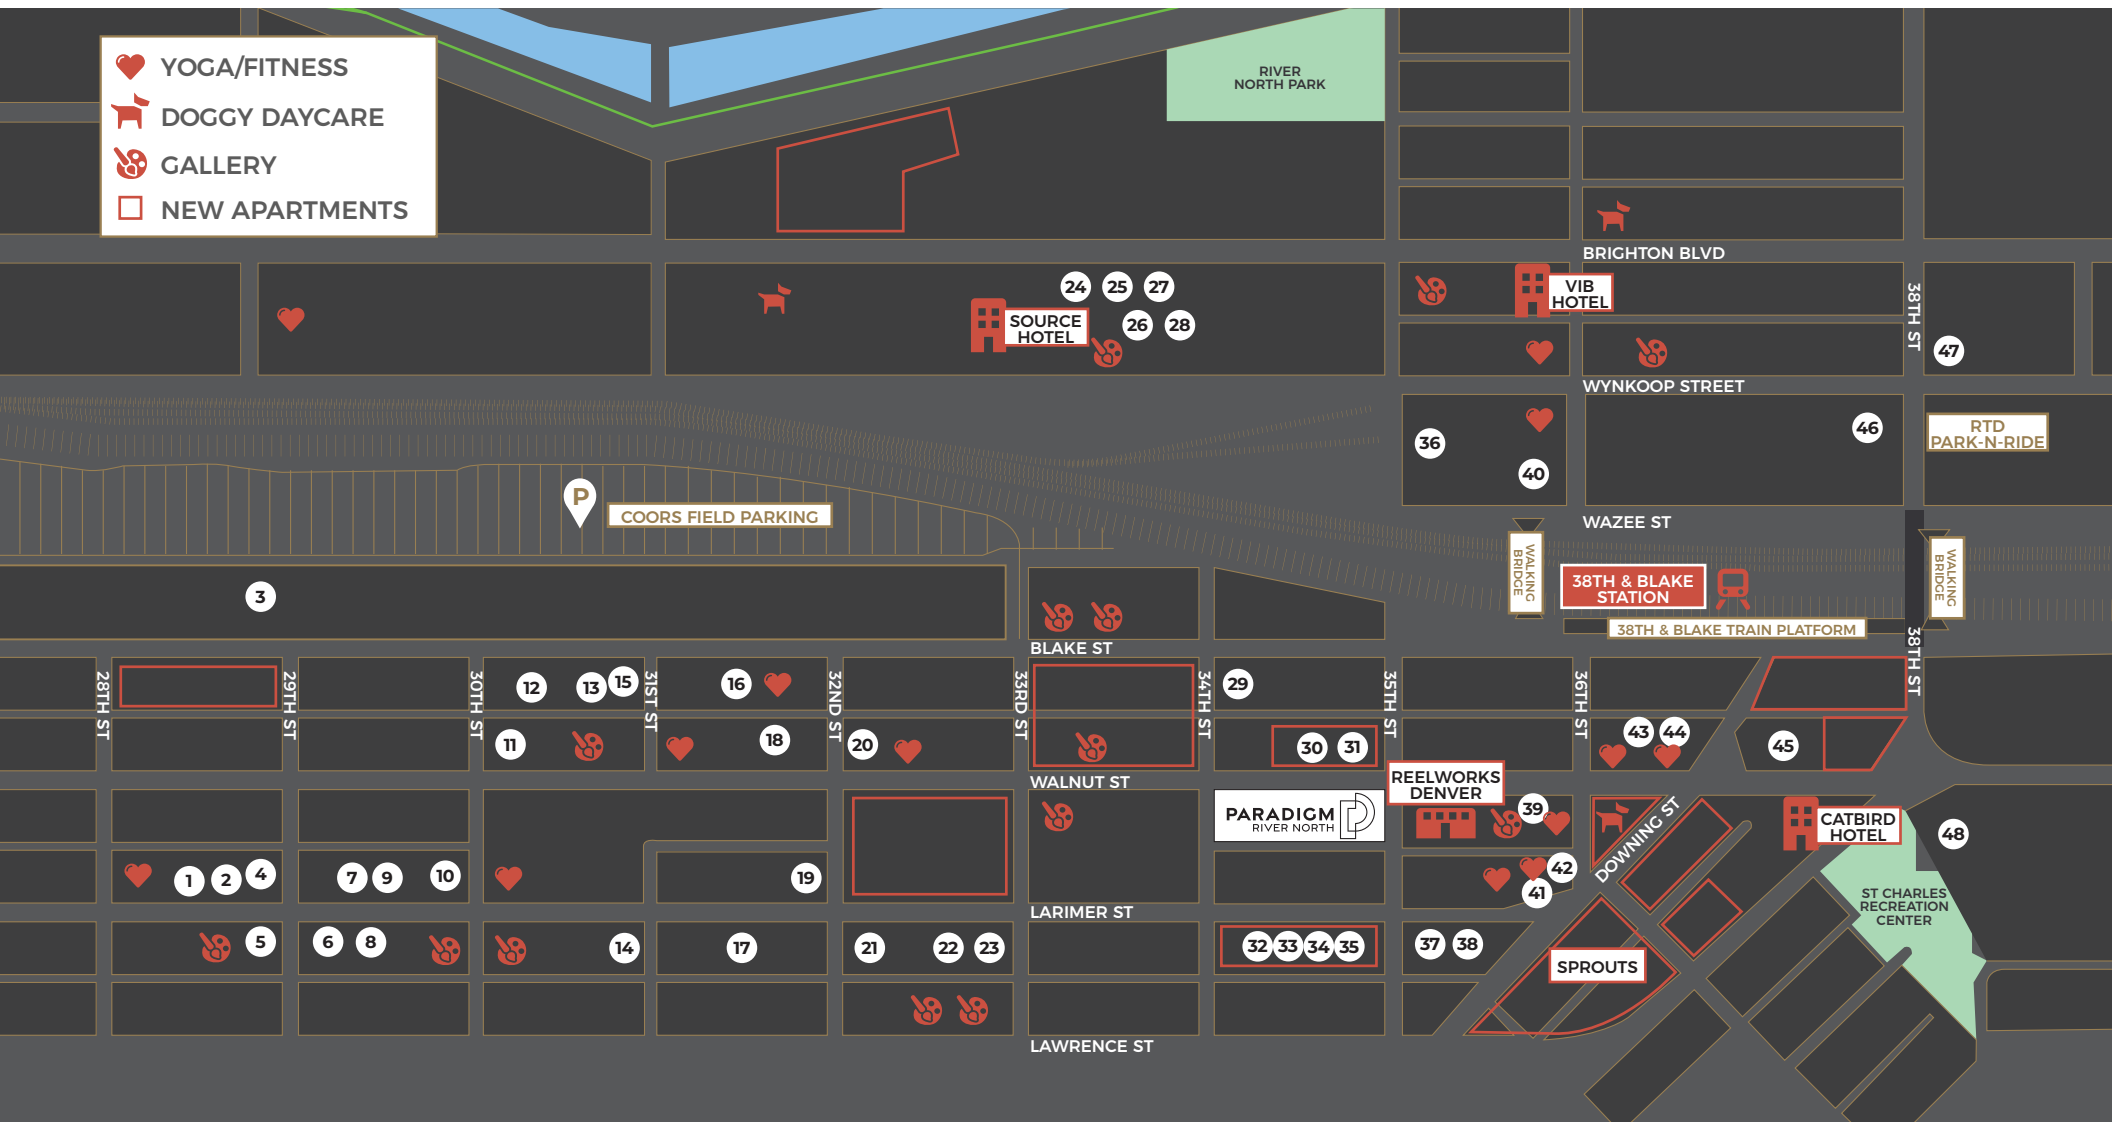 YOGA/FITNESS
DOGGY DAYCARE
GALLERY
NEW APARTMENTS
RIVER
NORTH PARK
BRIGHTON BLVD
24
25
27
26
28
SOURCE
HOTEL
VIB
HOTEL
38TH ST
47
WYNKOOP STREET
36
40
46
RTD
PARK-N-RIDE
P
COORS FIELD PARKING
WAZEE ST
WALKING
BRIDGE
38TH & BLAKE
STATION
WALKING
BRIDGE
38TH & BLAKE TRAIN PLATFORM
3
BLAKE ST
28TH ST
29TH ST
30TH ST
31ST ST
32ND ST
33RD ST
34TH ST
35TH ST
36TH ST
38TH ST
12
13
15
16
29
11
18
20
30
31
43
44
45
WALNUT ST
REELWORKS
DENVER
PARADIGM
RIVER NORTH
39
DOWNING ST
CATBIRD
HOTEL
48
1
2
4
7
9
10
19
42
41
ST CHARLES
RECREATION
CENTER
LARIMER ST
5
6
8
14
17
21
22
23
32
33
34
35
37
38
SPROUTS
LAWRENCE ST